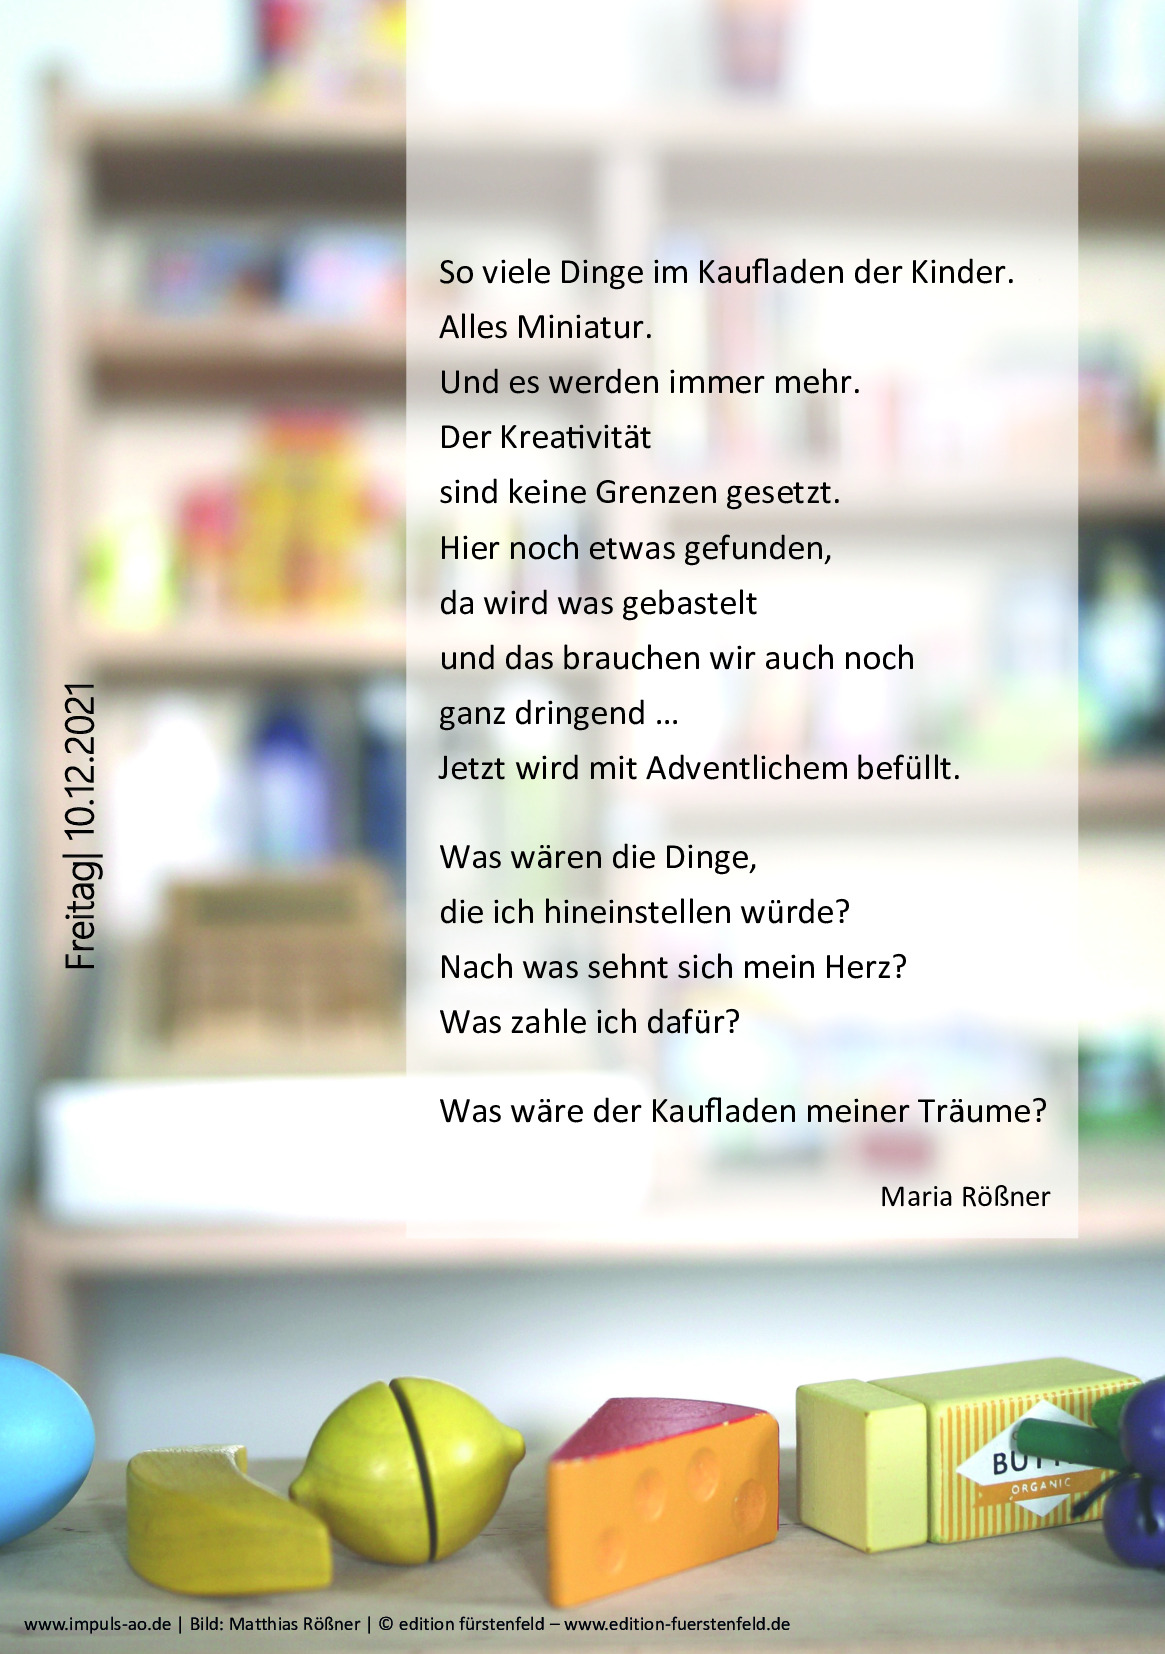 So viele Dinge im Kaufladen der Kinder.
Alles Miniatur.
Und es werden immer mehr.
Der Kreativität
sind keine Grenzen gesetzt.
Hier noch etwas gefunden,
da wird was gebastelt
und das brauchen wir auch noch
ganz dringend ...
Jetzt wird mit Adventlichem befüllt.
Was wären die Dinge,
die ich hineinstellen würde?
Nach was sehnt sich mein Herz?
Was zahle ich dafür?
Was wäre der Kaufladen meiner Träume?
Maria Rößner
Freitag| 10.12.2021
ORGANIC
www.impuls-ao.de | Bild: Matthias Rößner | © edition fürstenfeld – www.edition-fuerstenfeld.de